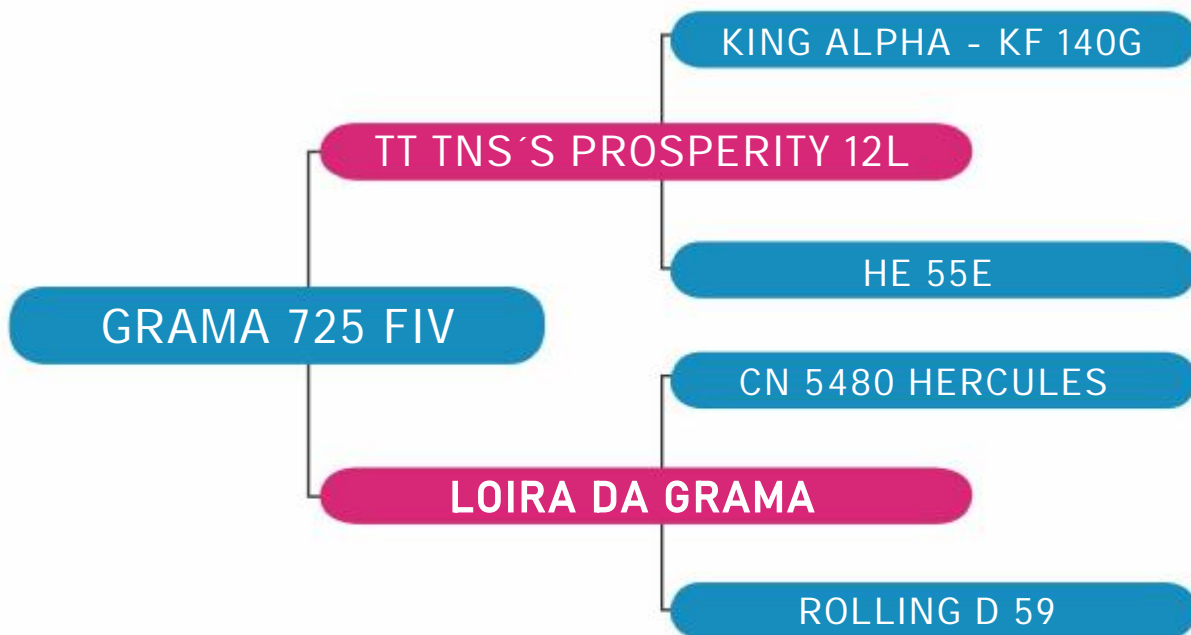 KING ALPHA - KF 140G
TT TNS´S PROSPERITY 12L
HE 55E
GRAMA 725 FIV
CN 5480 HERCULES
LOIRA DA GRAMA
ROLLING D 59